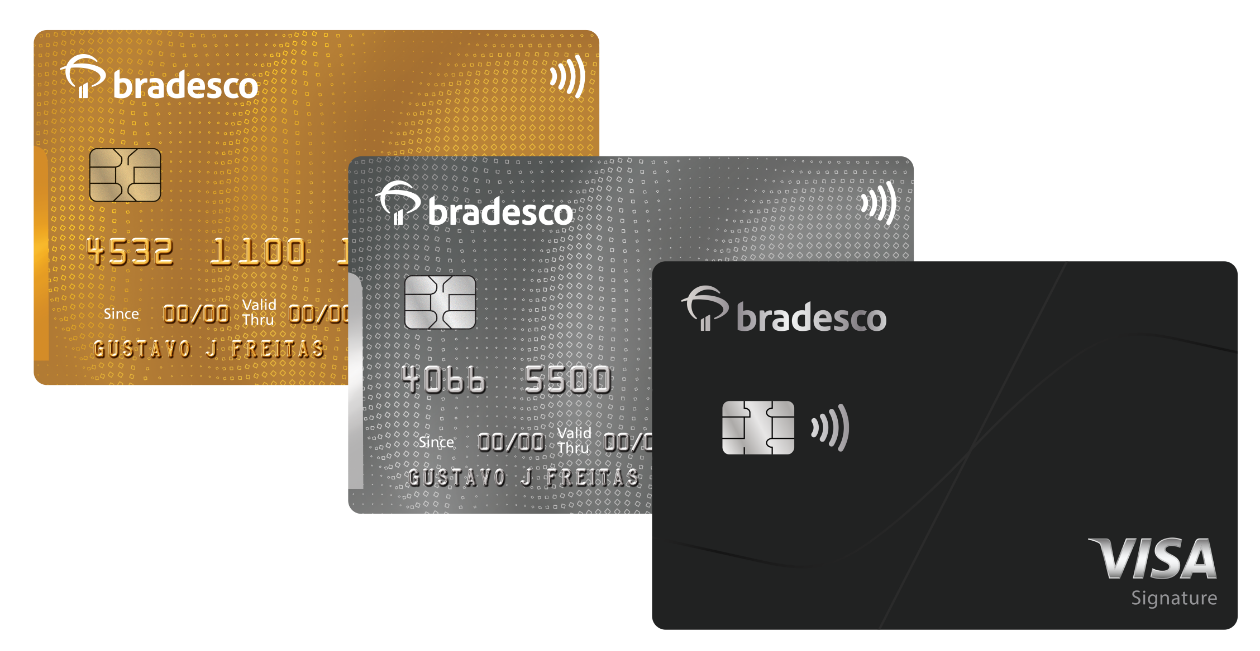 bradesco
4532 1100 1
Since 00/00 Valid Thru 00/00
GUSTAVO J FREITAS
bradesco
4066 5500
Since 00/00 Valid Thru 00/0
GUSTAVO J FREITAS
bradesco
VISA
Signature